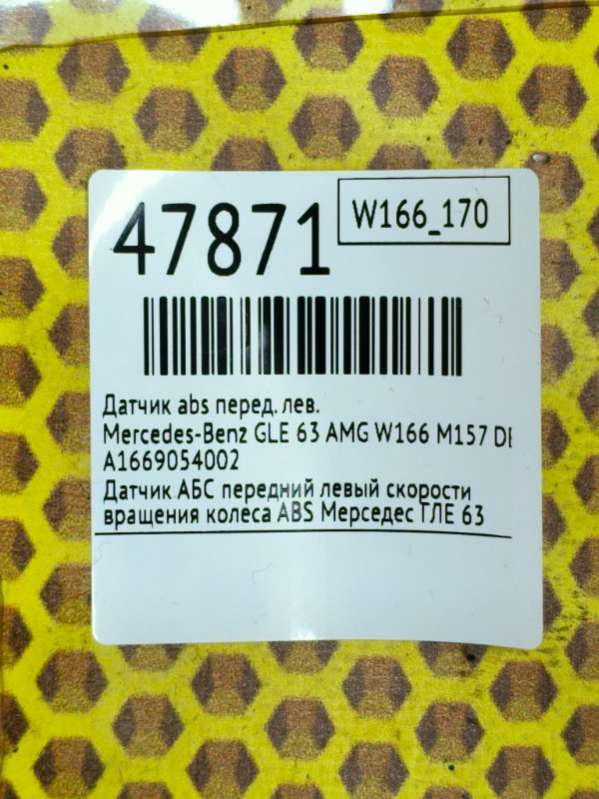 47871
W166_170
Датчик abs перед. лев.
Mercedes-Benz GLE 63 AMG W166 M157 DE
A1669054002
Датчик АБС передний левый скорости
вращения колеса ABS Мерседес ГЛЕ 63